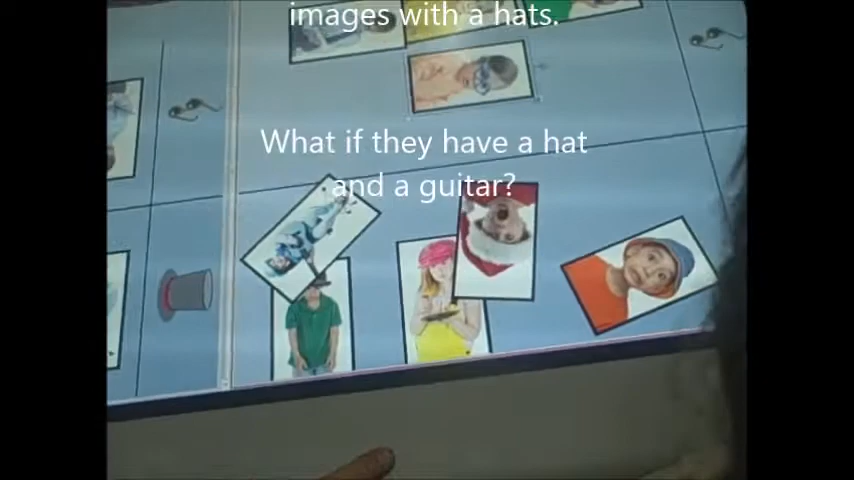 images with a hats.
What if they have a hat
and a guitar?